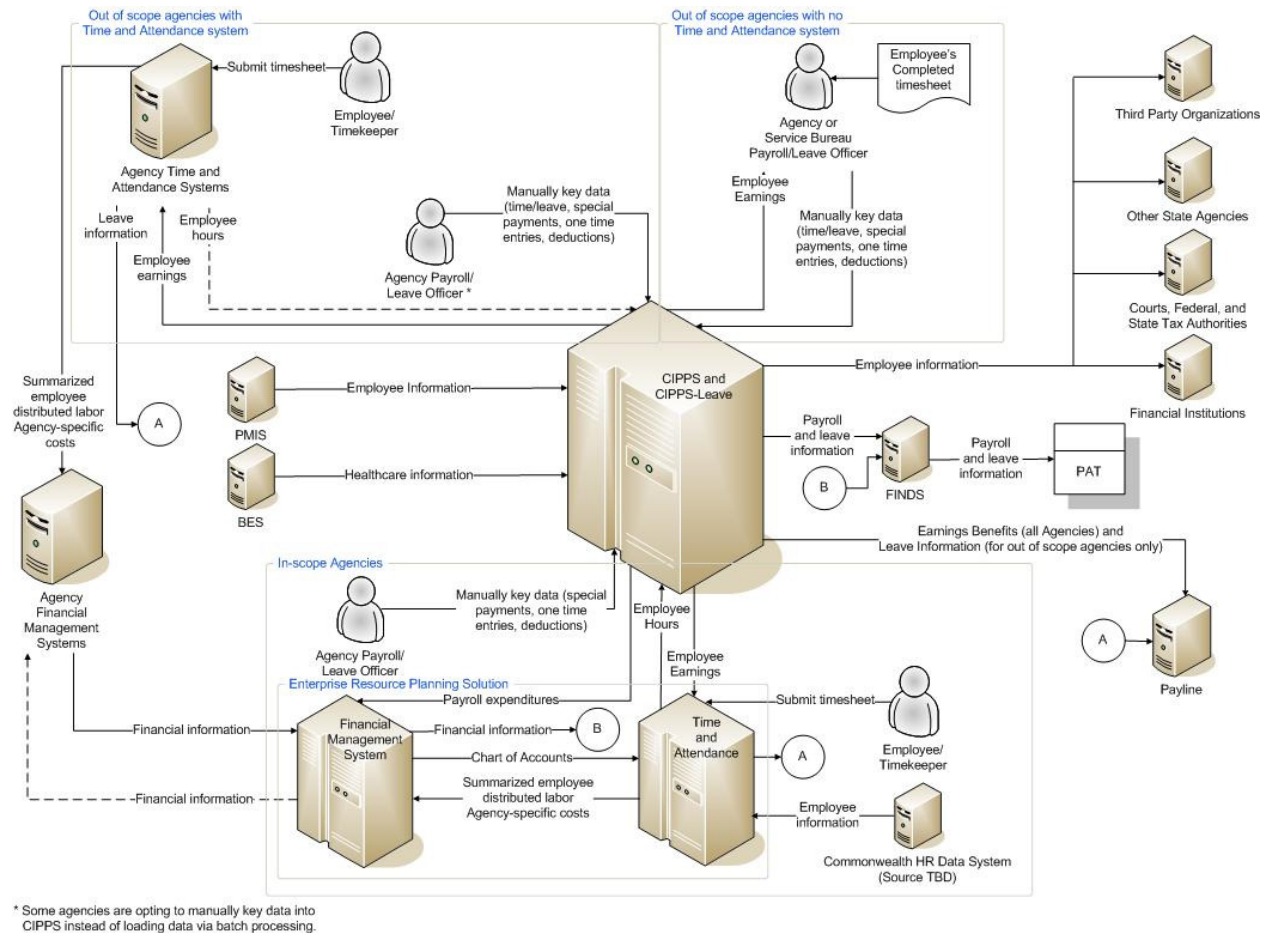 Out of scope agencies with
Time and Attendance system
Out of scope agencies with no
Time and Attendance system
Submit timesheet
Employee/
Timekeeper
Agency Time and
Attendance Systems
Employee's
Completed
timesheet
Agency or
Service Bureau
Payroll/Leave Officer
Third Party Organizations
Other State Agencies
Courts, Federal, and
State Tax Authorities
Financial Institutions
Leave
information
Employee
hours
Employee
earnings
Manually key data
(time/leave, special
payments, one time
entries, deductions)
Agency Payroll/
Leave Officer *
Employee
Earnings
Manually key data
(time/leave, special
payments, one time
entries, deductions)
Employee information
Summarized
employee
distributed labor
Agency-specific
costs
A
Employee Information
PMIS
Healthcare information
BES
CIPPS and
CIPPS-Leave
Payroll
and leave
information
B
FINDS
Payroll
and leave
information
PAT
Earnings Benefits (all Agencies) and
Leave Information (for out of scope agencies only)
A
Payline
Agency
Financial
Management
Systems
In-scope Agencies
Manually key data (special
payments, one time
entries, deductions)
Agency Payroll/
Leave Officer
Employee
Hours
Employee
Earnings
Enterprise Resource Planning Solution
Payroll expenditures
Submit timesheet
Employee/
Timekeeper
Financial information
Financial
Management
System
Financial information
B
Time
and
Attendance
A
Chart of Accounts
Financial information
Summarized employee
distributed labor
Agency-specific costs
Employee
information
Commonwealth HR Data System
(Source TBD)
* Some agencies are opting to manually key data into
CIPPS instead of loading data via batch processing.